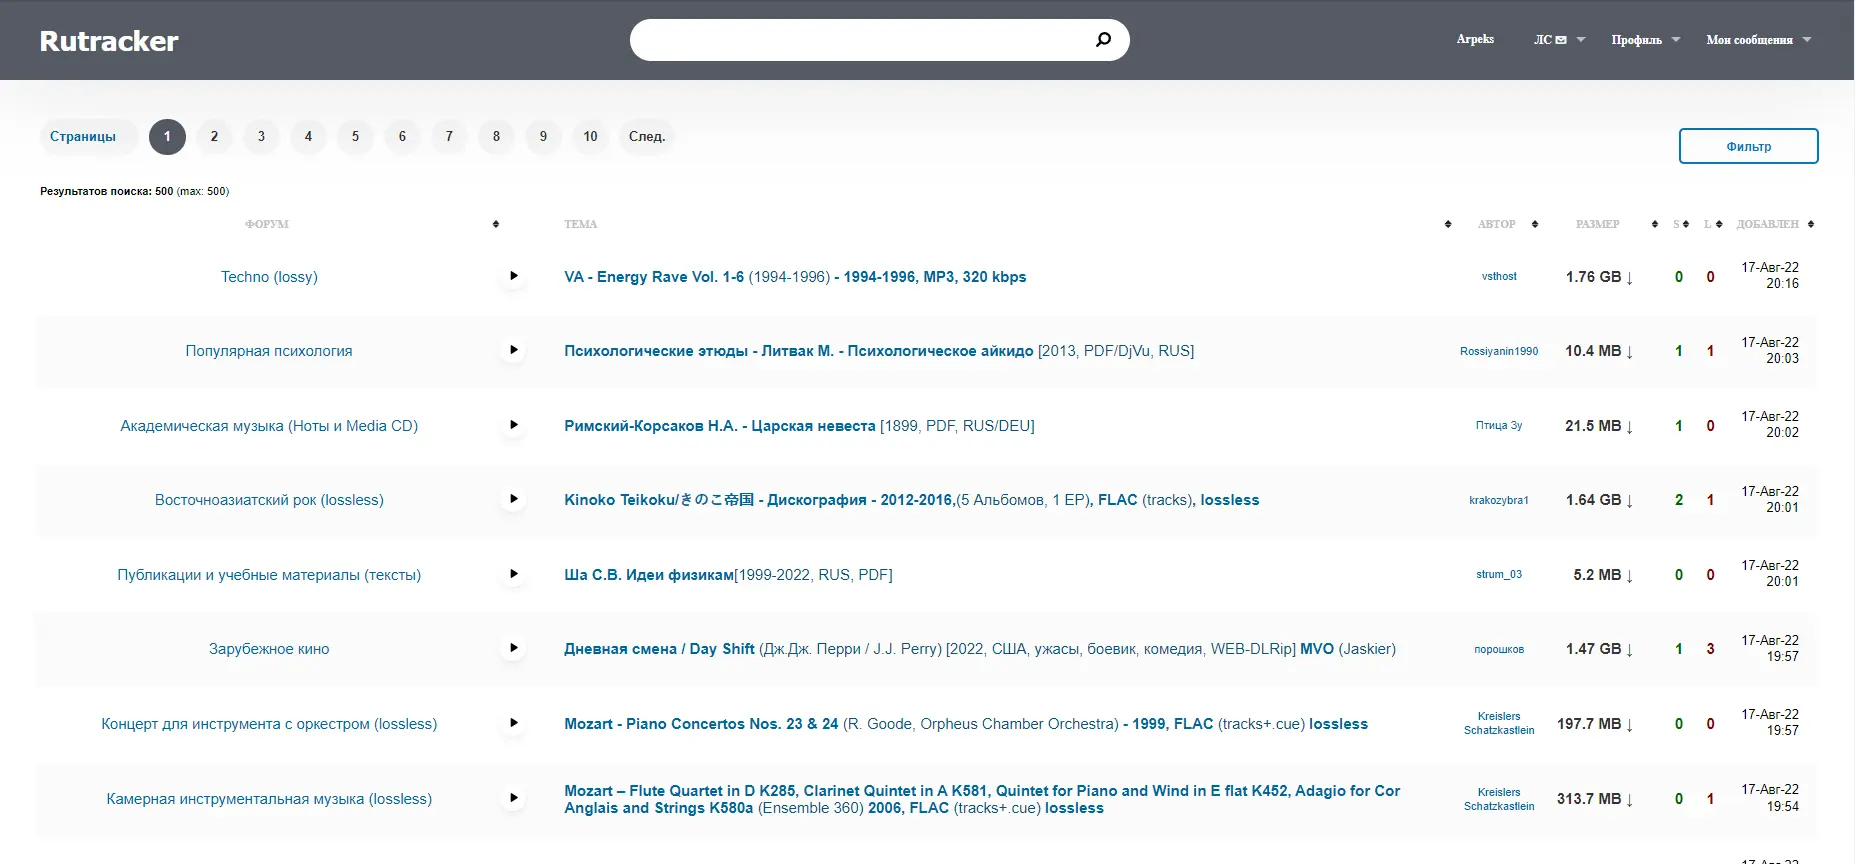 Rutracker
Arpeks ЛС Профиль Мои сообщения
Страницы 1 2 3 4 5 6 7 8 9 10 След.
Фильтр
Результатов поиска: 500 (max: 500)
ФОРУМ ТЕМА АВТОР РАЗМЕР S L ДОБАВЛЕН
Techno (lossy) VA - Energy Rave Vol. 1-6 (1994-1996) - 1994-1996, MP3, 320 kbps vsthost 1.76 GB ↓ 0 0 17-Авг-22
20:16
Популярная психология Психологические этюды - Литвак М. - Психологическое айкидо [2013, PDF/DjVu, RUS] Rossiyanin1990 10.4 MB ↓ 1 1 17-Авг-22
20:03
Академическая музыка (Ноты и Media CD) Римский-Корсаков Н.А. - Царская невеста [1899, PDF, RUS/DEU] Птица Зу 21.5 MB ↓ 1 0 17-Авг-22
20:02
Восточноазиатский рок (lossless) Kinoko Teikoku/きのこ帝国 - Дискография - 2012-2016,(5 Альбомов, 1 EP), FLAC (tracks), lossless krakozybra1 1.64 GB ↓ 2 1 17-Авг-22
20:01
Публикации и учебные материалы (тексты) Ша С.В. Идеи физикам[1999-2022, RUS, PDF] strum_03 5.2 MB ↓ 0 0 17-Авг-22
20:01
Зарубежное кино Дневная смена / Day Shift (Дж.Дж. Перри / J.J. Perry) [2022, США, ужасы, боевик, комедия, WEB-DLRip] MVO (Jaskier) порошков 1.47 GB ↓ 1 3 17-Авг-22
19:57
Концерт для инструмента с оркестром (lossless) Mozart - Piano Concertos Nos. 23 & 24 (R. Goode, Orpheus Chamber Orchestra) - 1999, FLAC (tracks+.cue) lossless Kreislers
Schatzkastlein 197.7 MB ↓ 0 0 17-Авг-22
19:57
Камерная инструментальная музыка (lossless) Mozart – Flute Quartet in D K285, Clarinet Quintet in A K581, Quintet for Piano and Wind in E flat K452, Adagio for Cor
Anglais and Strings K580a (Ensemble 360) 2006, FLAC (tracks+.cue) lossless Kreislers
Schatzkastlein 313.7 MB ↓ 0 1 17-Авг-22
19:54